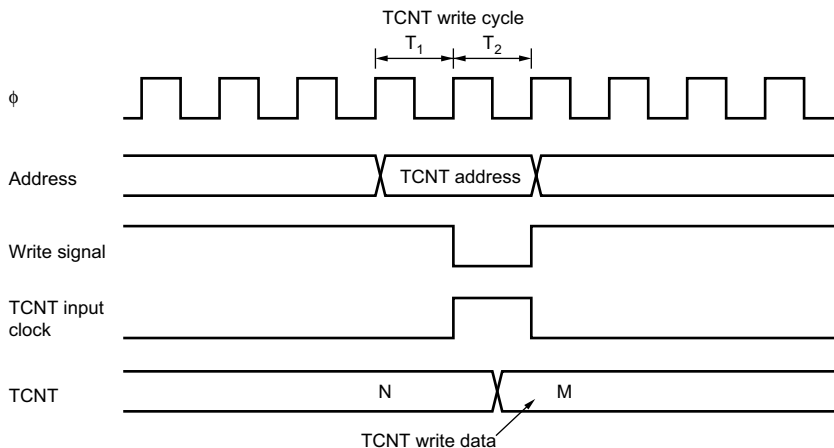 TCNT write cycle
T1 T2
ϕ
Address
TCNT address
Write signal
TCNT input
clock
TCNT
N
M
TCNT write data